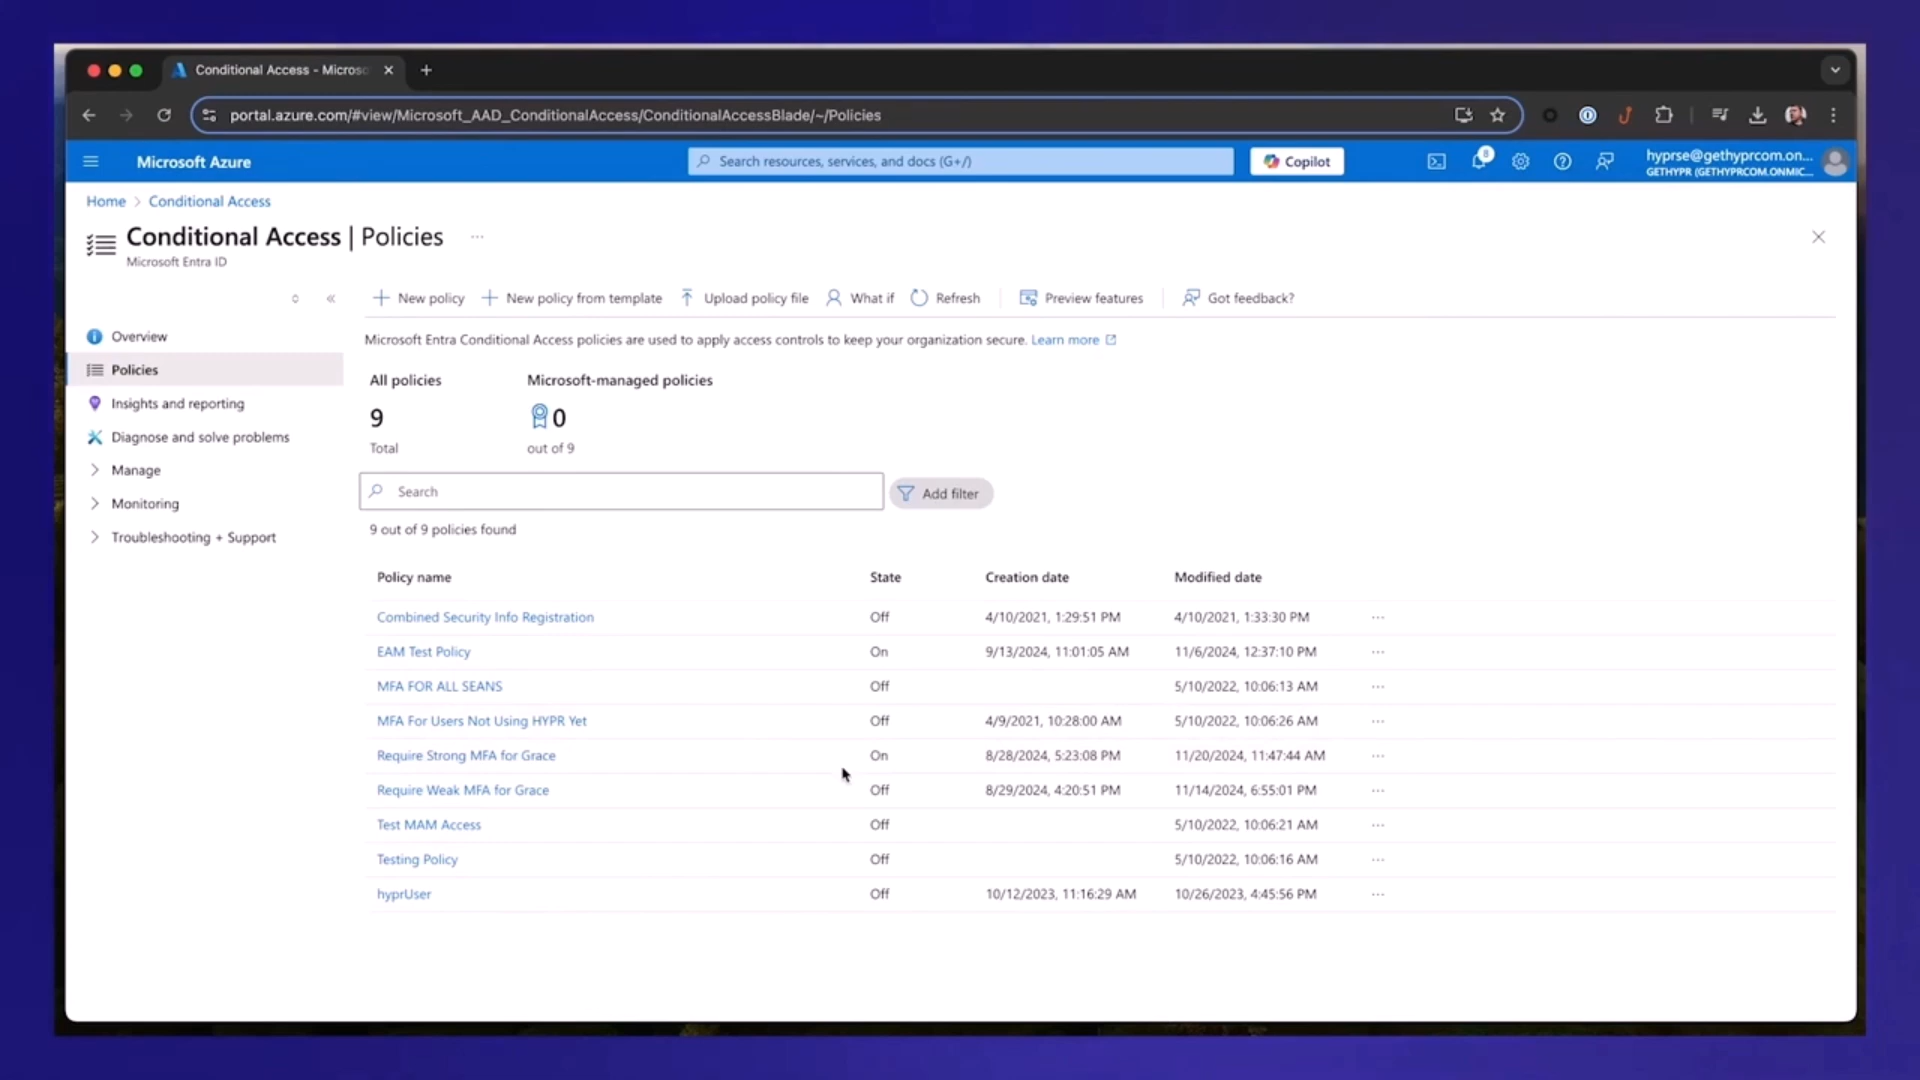 Conditional Access - Microso
portal.azure.com/#view/Microsoft_AAD_ConditionalAccess/ConditionalAccessBlade/~/Policies
Microsoft Azure
Search resources, services, and docs (G+/)
Copilot
8
hyprse@gethyprcom.on...
GETHYPR (GETHYPRCOM.ONMIC...
Home > Conditional Access
Conditional Access | Policies ...
Microsoft Entra ID
New policy New policy from template Upload policy file What if Refresh Preview features Got feedback?
Overview
Policies
Insights and reporting
Diagnose and solve problems
Manage
Monitoring
Troubleshooting + Support
Microsoft Entra Conditional Access policies are used to apply access controls to keep your organization secure. Learn more
All policies Microsoft-managed policies
9 0
Total out of 9
Search
Add filter
9 out of 9 policies found
Policy name State Creation date Modified date
Combined Security Info Registration Off 4/10/2021, 1:29:51 PM 4/10/2021, 1:33:30 PM ...
EAM Test Policy On 9/13/2024, 11:01:05 AM 11/6/2024, 12:37:10 PM ...
MFA FOR ALL SEANS Off 5/10/2022, 10:06:13 AM ...
MFA For Users Not Using HYPR Yet Off 4/9/2021, 10:28:00 AM 5/10/2022, 10:06:26 AM ...
Require Strong MFA for Grace On 8/28/2024, 5:23:08 PM 11/20/2024, 11:47:44 AM ...
Require Weak MFA for Grace Off 8/29/2024, 4:20:51 PM 11/14/2024, 6:55:01 PM ...
Test MAM Access Off 5/10/2022, 10:06:21 AM ...
Testing Policy Off 5/10/2022, 10:06:16 AM ...
hyprUser Off 10/12/2023, 11:16:29 AM 10/26/2023, 4:45:56 PM ...